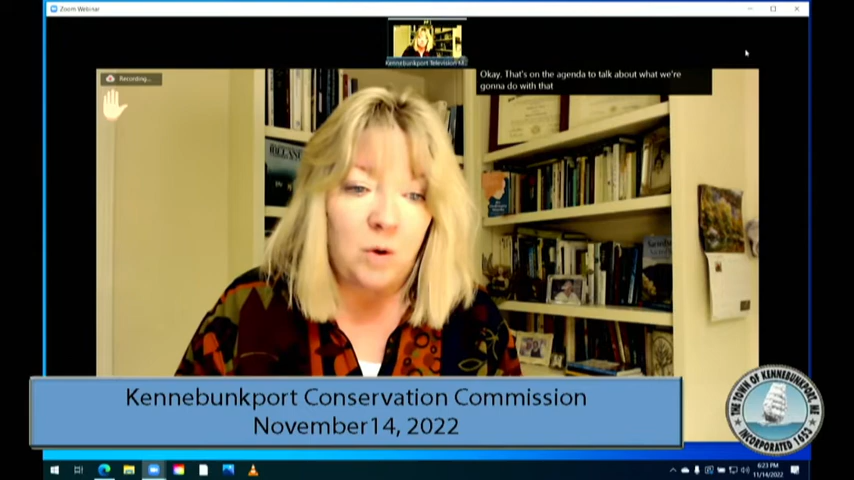 Zoom Webinar
Kennebunkport Television M...
Recording...
Okay. That's on the agenda to talk about what we're
gonna do with that
IRELAND
Kennebunkport Conservation Commission
November14, 2022
THE TOWN OF KENNEBUNKPORT, ME
INCORPORATED 1653
6:23 PM
11/14/2022